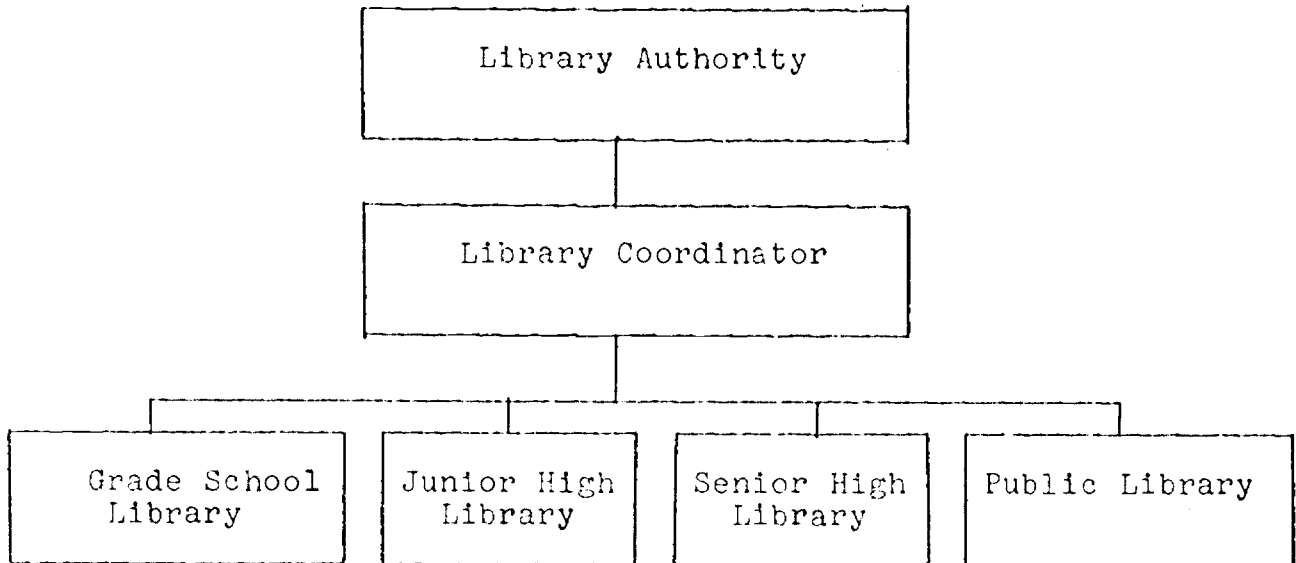 Library Authority
Library Coordinator
Grade School
Library
Junior High
Library
Senior High
Library
Public Library